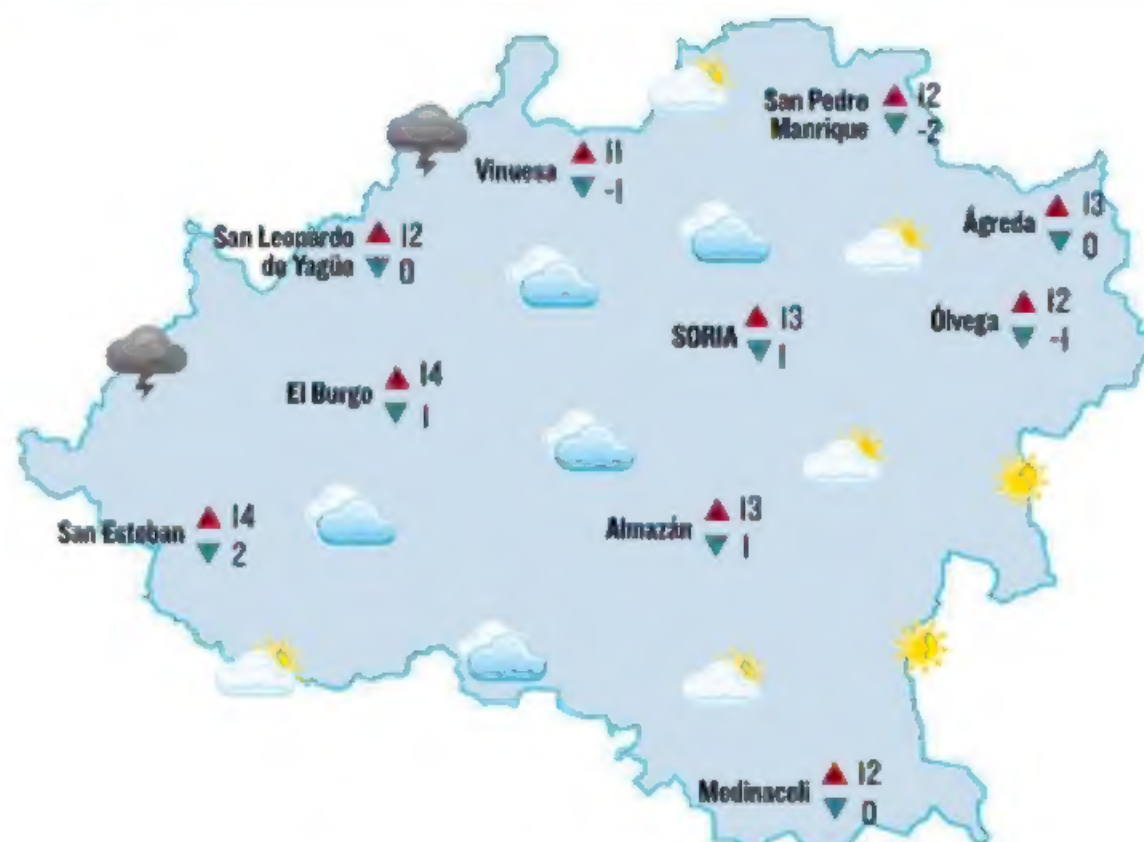 San Pedro 12
Manrique -2
Vinuesa 11
-1
Ágreda 13
0
San Leonardo 12
de Yagüe 0
Ólvega 12
-1
SORIA 13
1
El Burgo 14
1
San Esteban 14
2
Almazán 13
1
Medinaceli 12
0